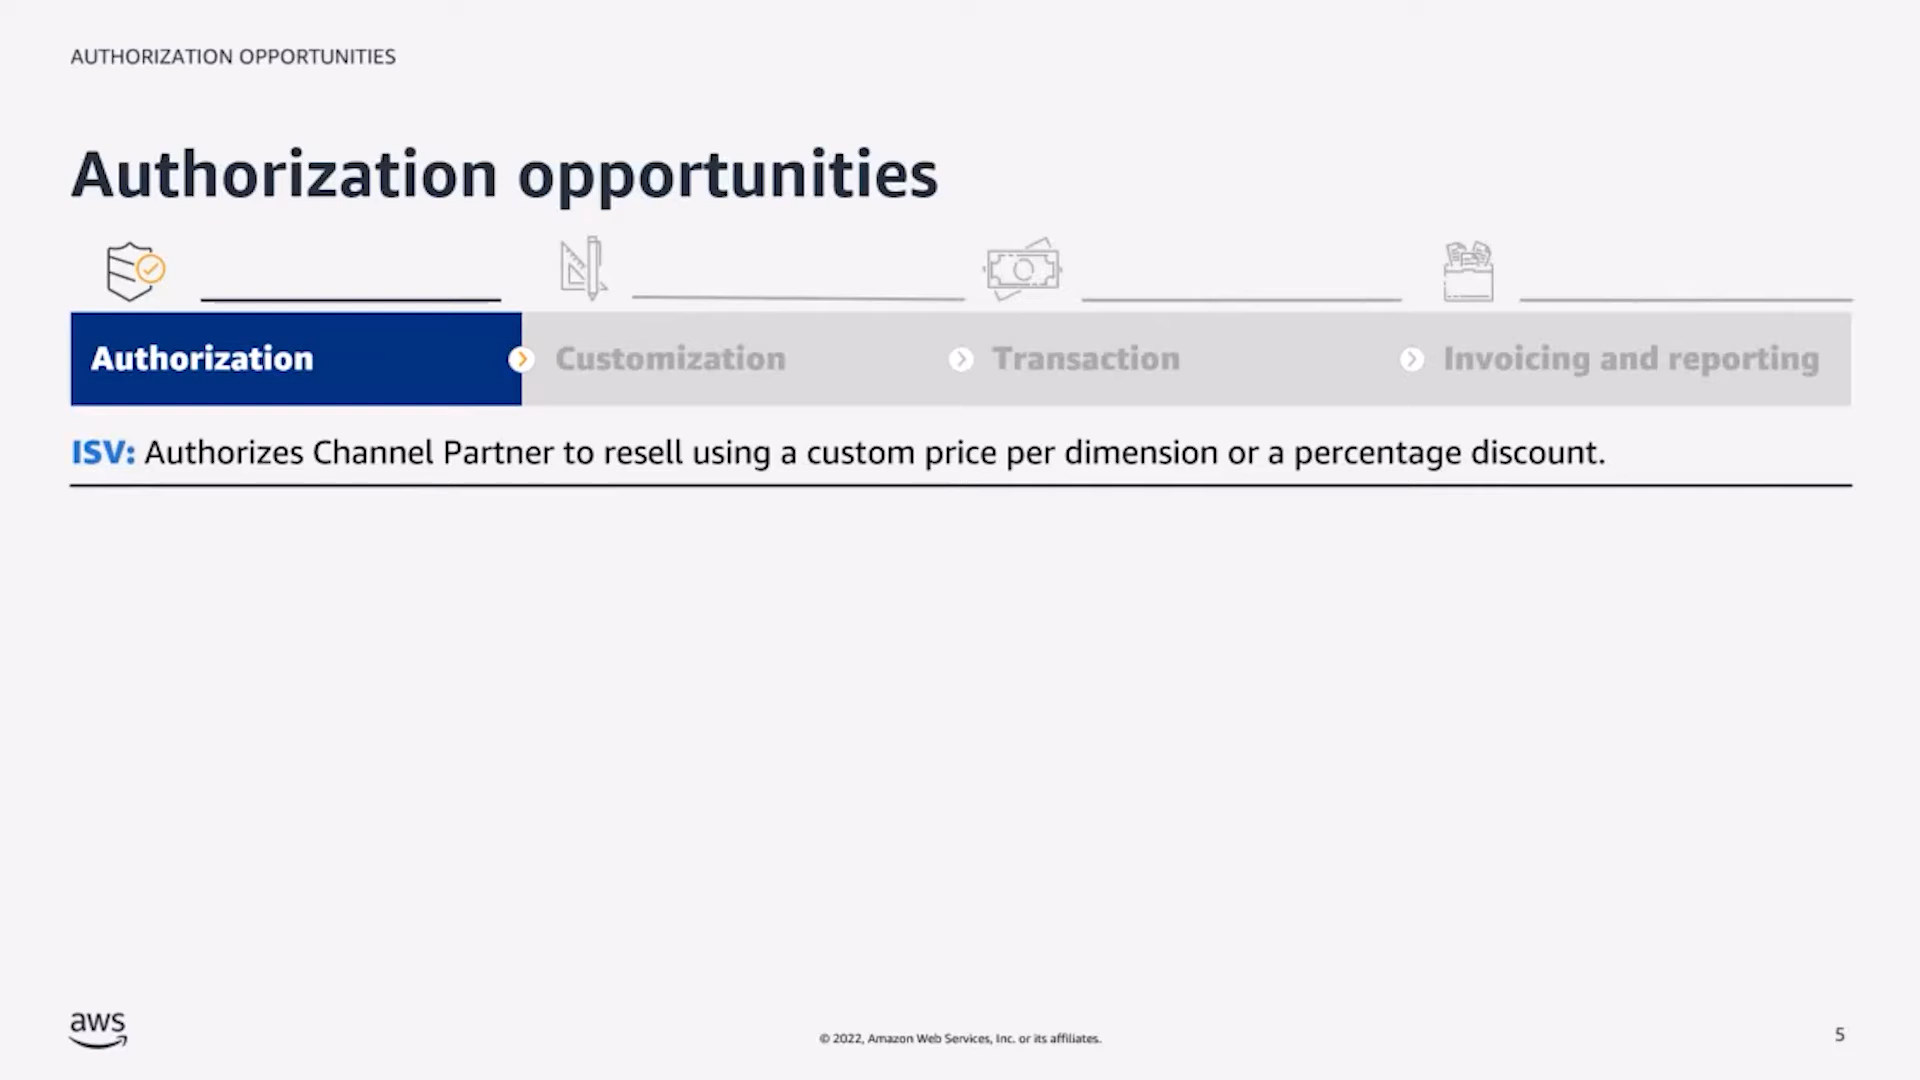 AUTHORIZATION OPPORTUNITIES
Authorization opportunities
Authorization
Customization
Transaction
Invoicing and reporting
ISV: Authorizes Channel Partner to resell using a custom price per dimension or a percentage discount.
aws
© 2022, Amazon Web Services, Inc. or its affiliates.
5